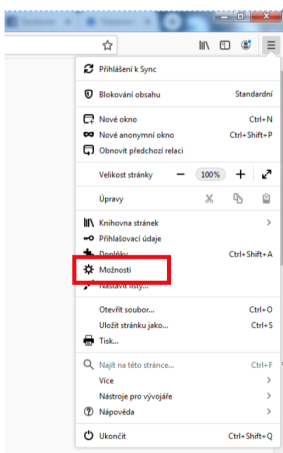 Přihlášení k Sync
Blokování obsahu Standardní
Nové okno Ctrl+N
Nové anonymní okno Ctrl+Shift+P
Obnovit předchozí relaci
Velikost stránky − 100% +
Úpravy
Knihovna stránek
Přihlašovací údaje
Doplňky Ctrl+Shift+A
Možnosti
Nastavit lišty...
Otevřít soubor... Ctrl+O
Uložit stránku jako... Ctrl+S
Tisk...
Najít na této stránce... Ctrl+F
Více
Nástroje pro vývojáře
Nápověda
Ukončit Ctrl+Shift+Q